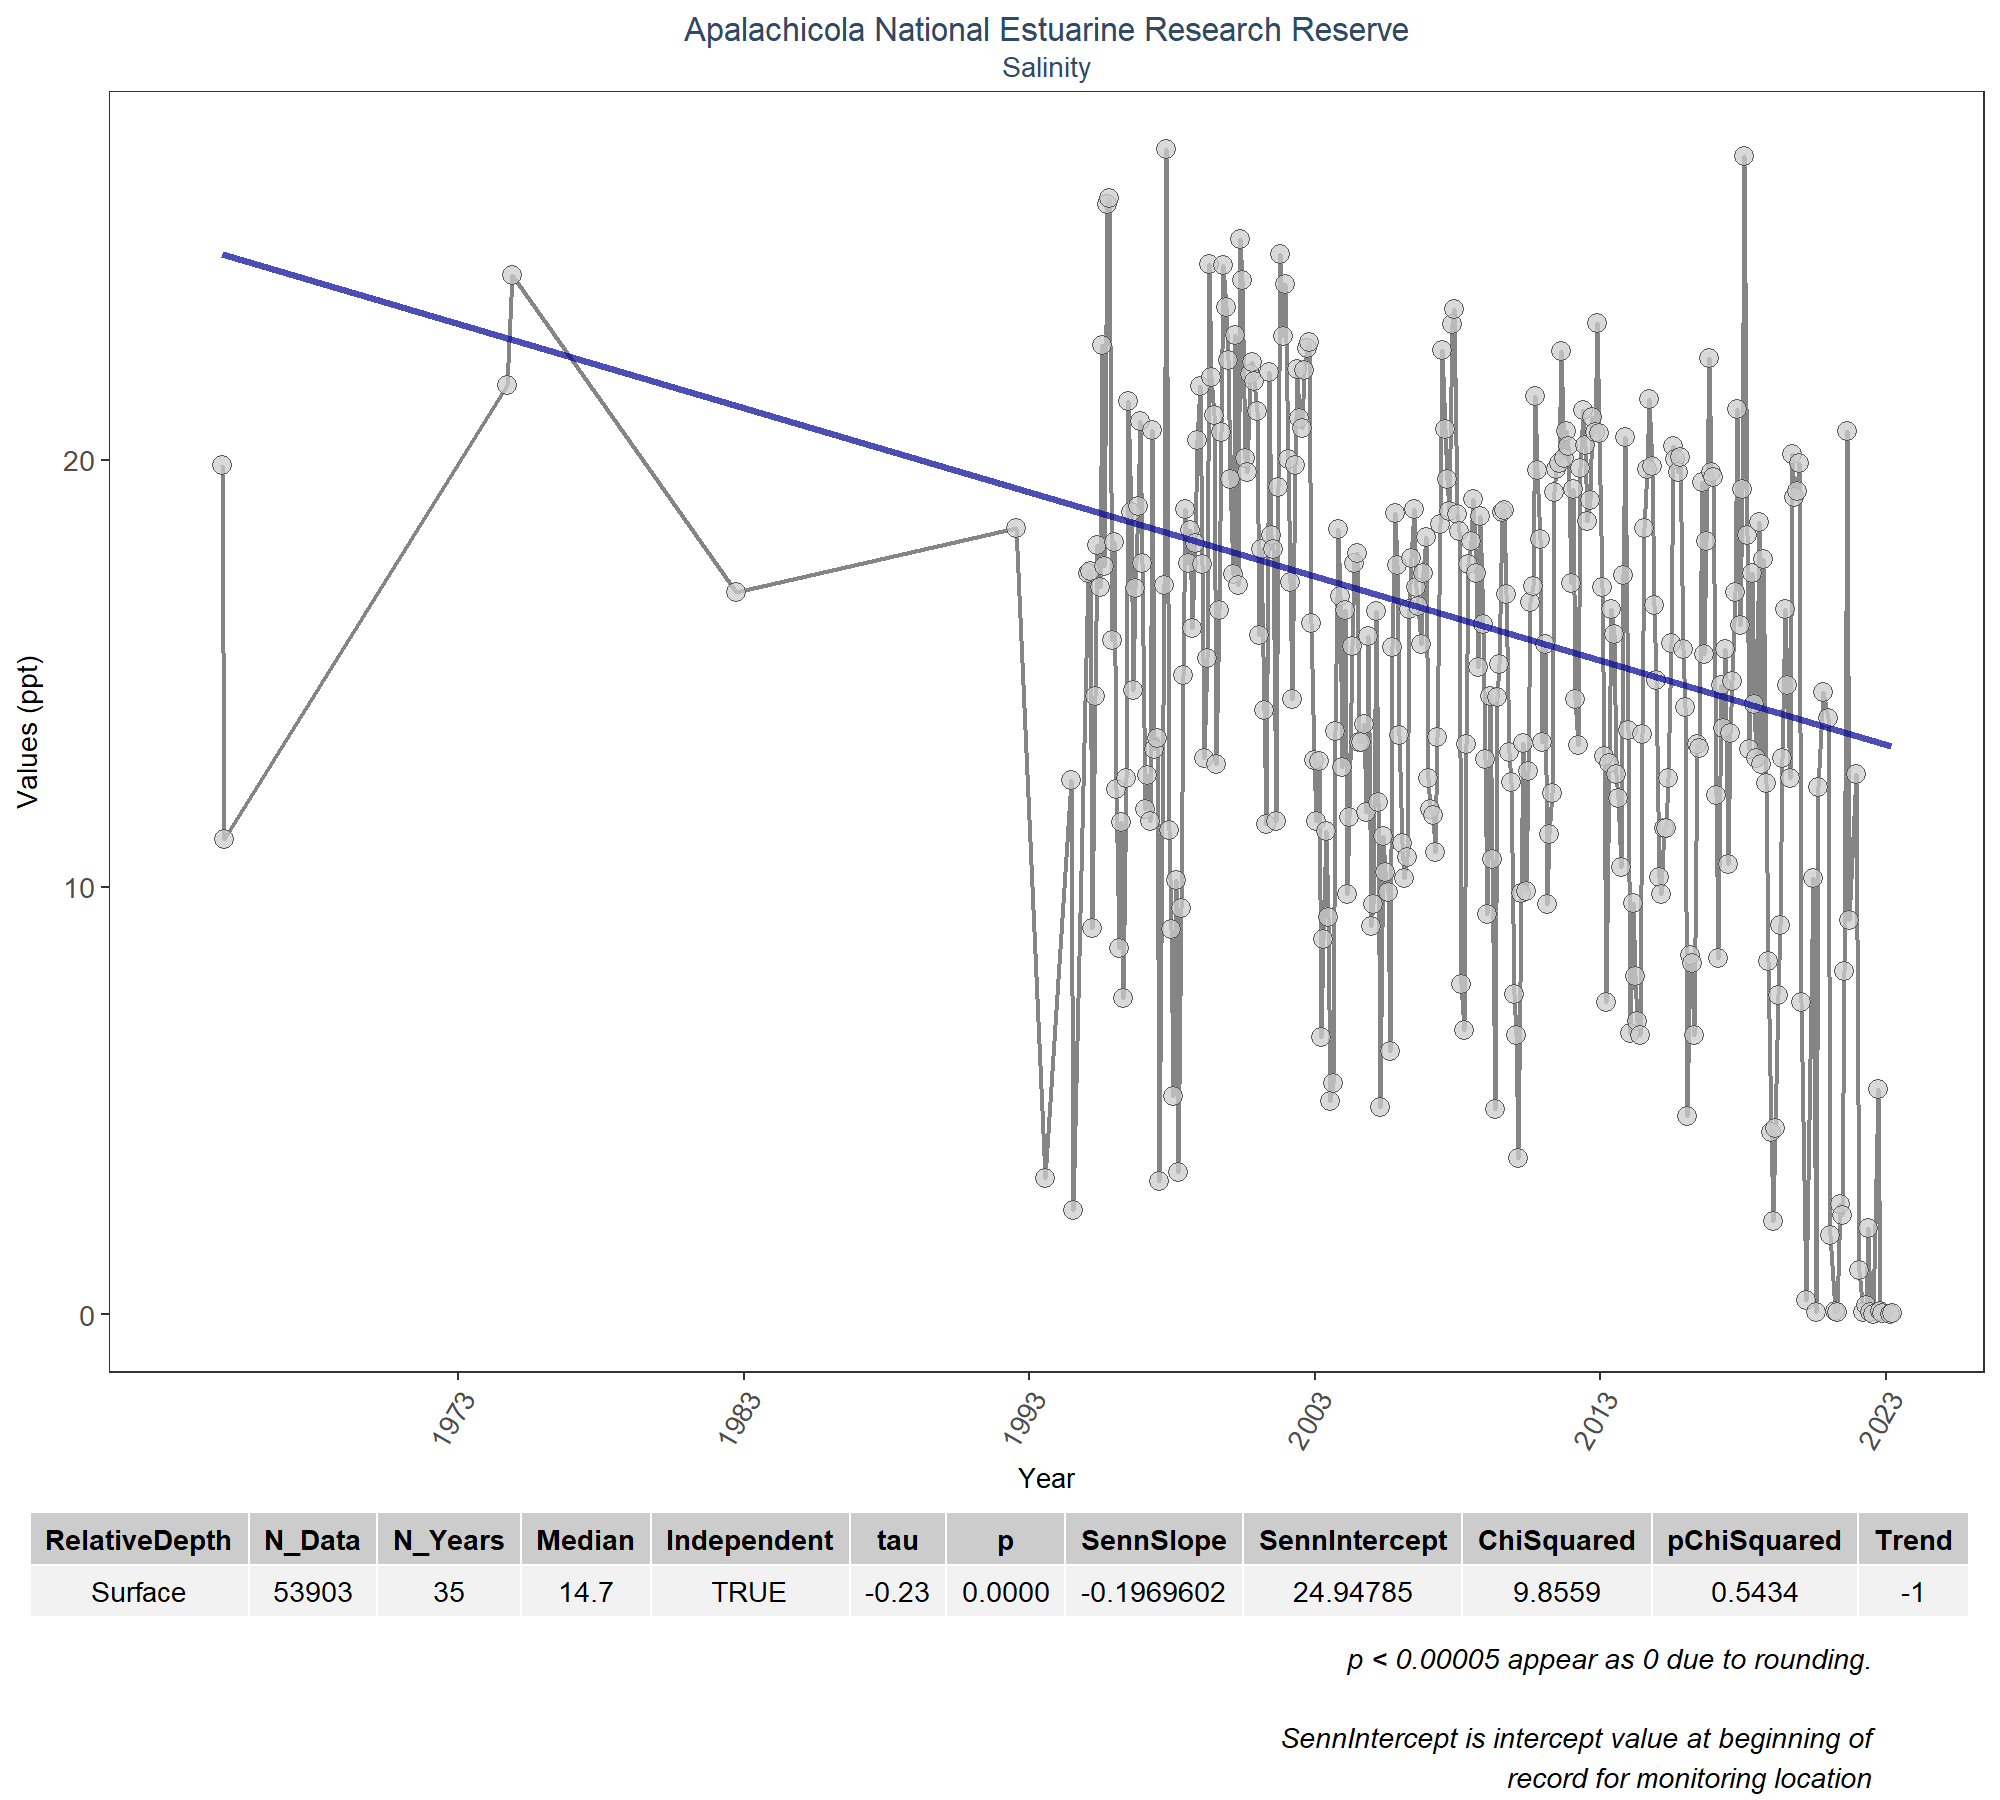 Apalachicola National Estuarine Research Reserve
Salinity
Values (ppt)
20
10
0
1973
1983
1993
2003
2013
2023
Year
RelativeDepth N_Data N_Years Median Independent tau p SennSlope SennIntercept ChiSquared pChiSquared Trend
Surface 53903 35 14.7 TRUE -0.23 0.0000 -0.1969602 24.94785 9.8559 0.5434 -1
p < 0.00005 appear as 0 due to rounding.
SennIntercept is intercept value at beginning of
record for monitoring location